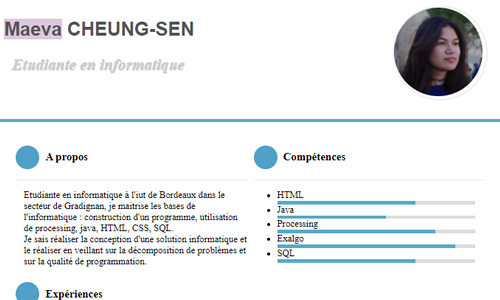 Maeva CHEUNG-SEN
Etudiante en informatique
A propos
Etudiante en informatique à l'iut de Bordeaux dans le
secteur de Gradignan, je maitrise les bases de
l'informatique : construction d'un programme, utilisation
de processing, java, HTML, CSS, SQL.
Je sais réaliser la conception d'une solution informatique et
le réaliser en veillant sur la décomposition de problèmes et
sur la qualité de programmation.
Compétences
HTML
Java
Processing
Exalgo
SQL
Expériences